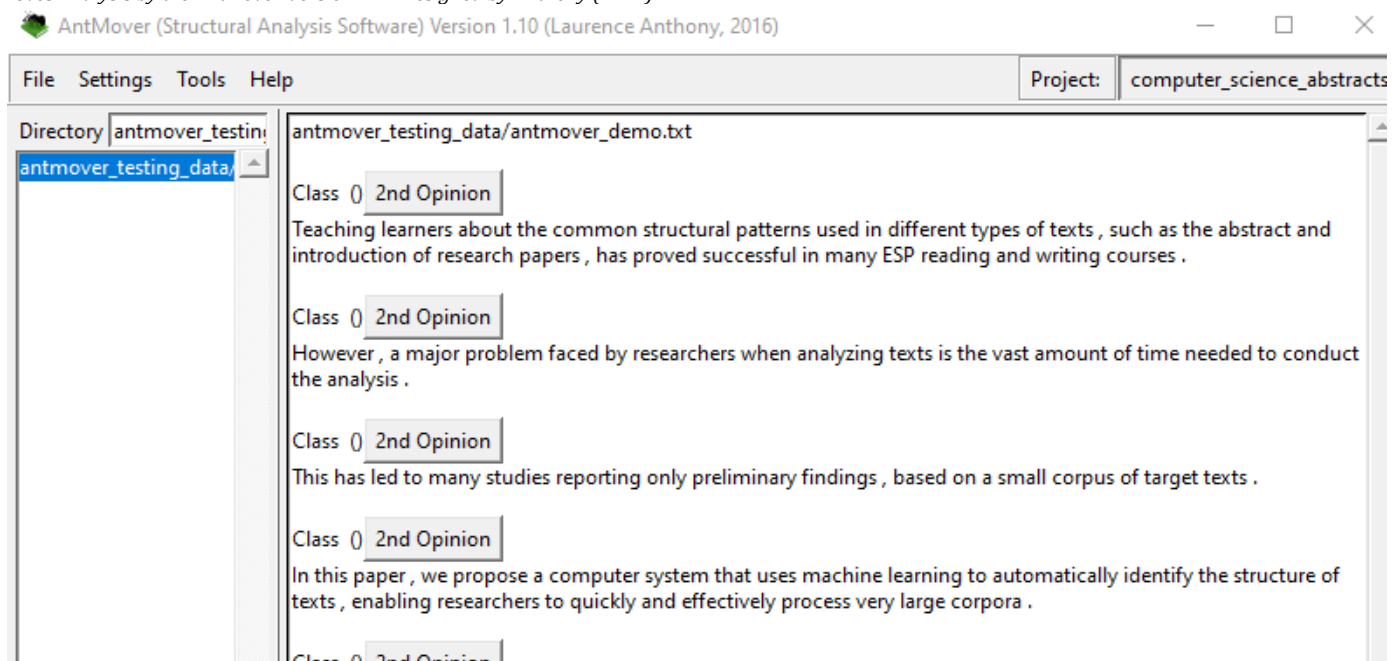 AntMover (Structural Analysis Software) Version 1.10 (Laurence Anthony, 2016)
File Settings Tools Help
Project: computer_science_abstracts
Directory antmover_testing
antmover_testing_data/
antmover_testing_data/antmover_demo.txt
Class () 2nd Opinion
Teaching learners about the common structural patterns used in different types of texts , such as the abstract and
introduction of research papers , has proved successful in many ESP reading and writing courses .
Class () 2nd Opinion
However , a major problem faced by researchers when analyzing texts is the vast amount of time needed to conduct
the analysis .
Class () 2nd Opinion
This has led to many studies reporting only preliminary findings , based on a small corpus of target texts .
Class () 2nd Opinion
In this paper , we propose a computer system that uses machine learning to automatically identify the structure of
texts , enabling researchers to quickly and effectively process very large corpora .
Class () 2nd Opinion